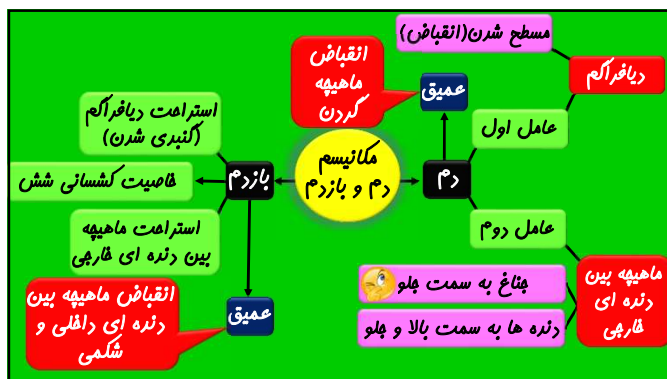 مسطح شدن(انقباض)
دیافراگم
انقباض
ماهیچه
گردن
عمیق
عامل اول
استراحت دیافراگم
(گنبدی شدن)
مکانیسم
دم و بازدم
دم
بازدم
خاصیت کشسانی شش
عامل دوم
استراحت ماهیچه
بین دنده ای خارجی
ماهیچه بین
دنده ای
خارجی
جناغ به سمت جلو
دنده ها به سمت بالا و جلو
عمیق
انقباض ماهیچه بین
دنده ای داخلی و
شکمی